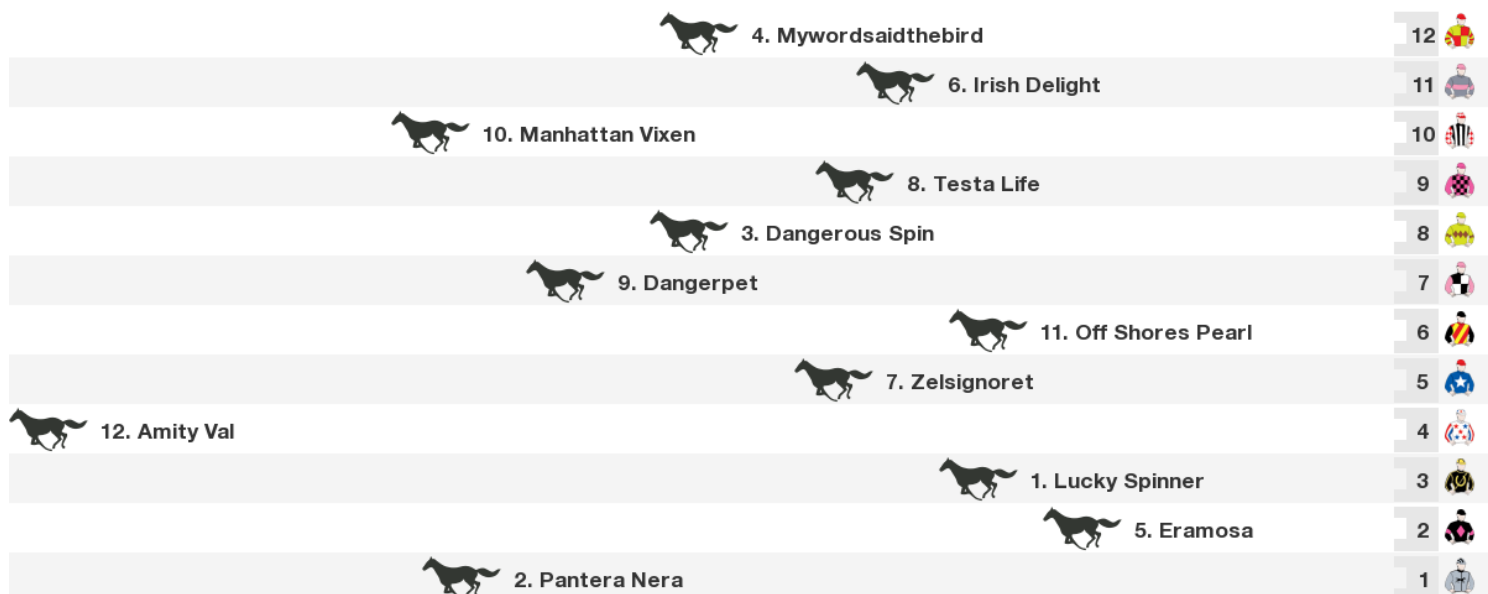 4. Mywordsaidthebird 12
6. Irish Delight 11
10. Manhattan Vixen 10
8. Testa Life 9
3. Dangerous Spin 8
9. Dangerpet 7
11. Off Shores Pearl 6
7. Zelsignoret 5
12. Amity Val 4
1. Lucky Spinner 3
5. Eramosa 2
2. Pantera Nera 1